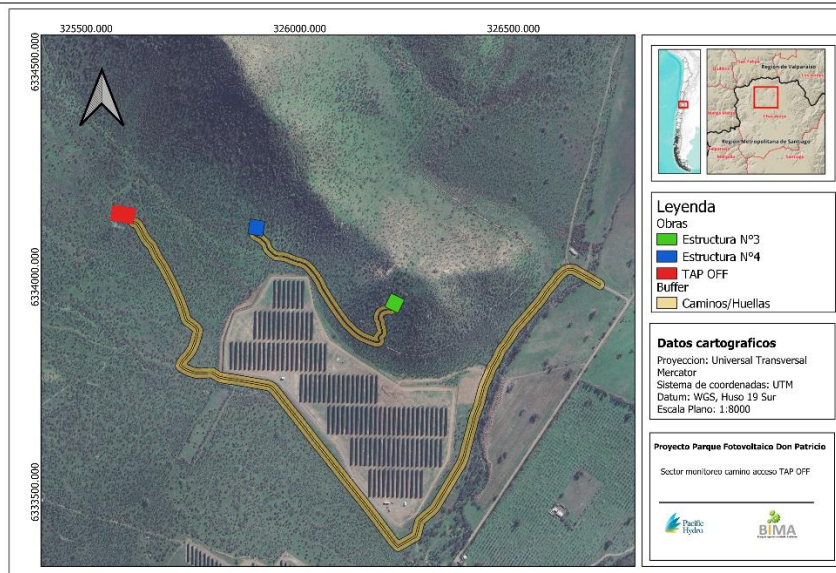 325500.000
326000.000
326500.000
6334500.000
6334000.000
6333500.000
Región de Valparaíso
Región Metropolitana de Santiago
Leyenda
Obras
Estructura N°3
Estructura N°4
TAP OFF
Buffer
Caminos/Huellas
Datos cartograficos
Proyeccion: Universal Transversal
Mercator
Sistema de coordenadas: UTM
Datum: WGS, Huso 19 Sur
Escala Plano: 1:8000
Proyecto Parque Fotovoltaico Don Patricio
Sector monitoreo camino acceso TAP OFF
Pacific
Hydro
BIMA